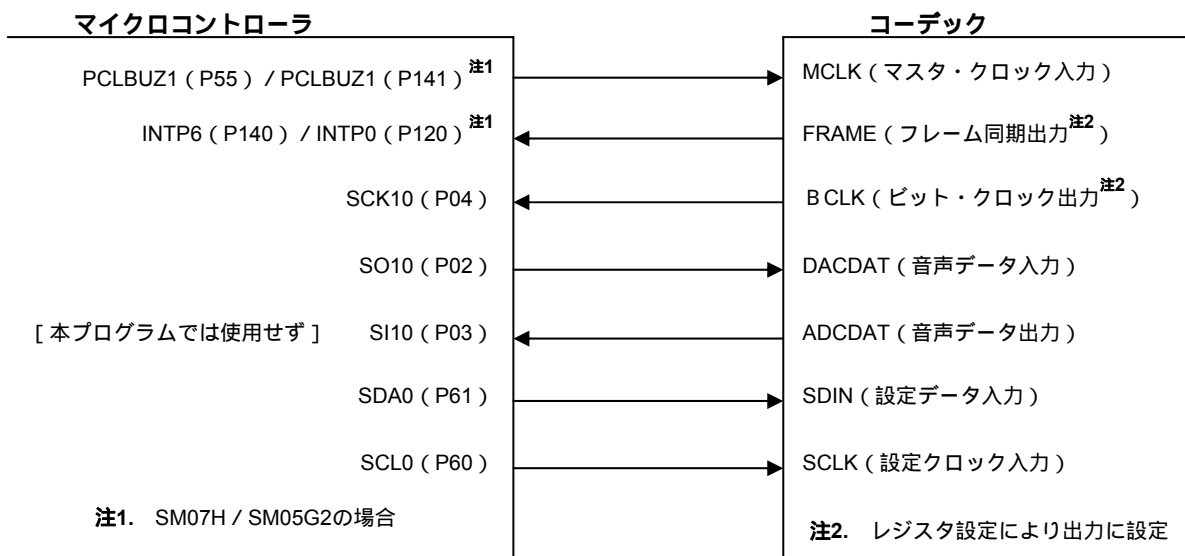 マイクロコントローラ コーデック
PCLBUZ1(P55)/PCLBUZ1(P141)注1 MCLK(マスタ・クロック入力)
INTP6(P140)/INTP0(P120)注1 FRAME(フレーム同期出力注2)
SCK10(P04) BCLK(ビット・クロック出力注2)
SO10(P02) DACDAT(音声データ入力)
[本プログラムでは使用せず] SI10(P03) ADCDAT(音声データ出力)
SDA0(P61) SDIN(設定データ入力)
SCL0(P60) SCLK(設定クロック入力)
注1. SM07H/SM05G2の場合 注2. レジスタ設定により出力に設定